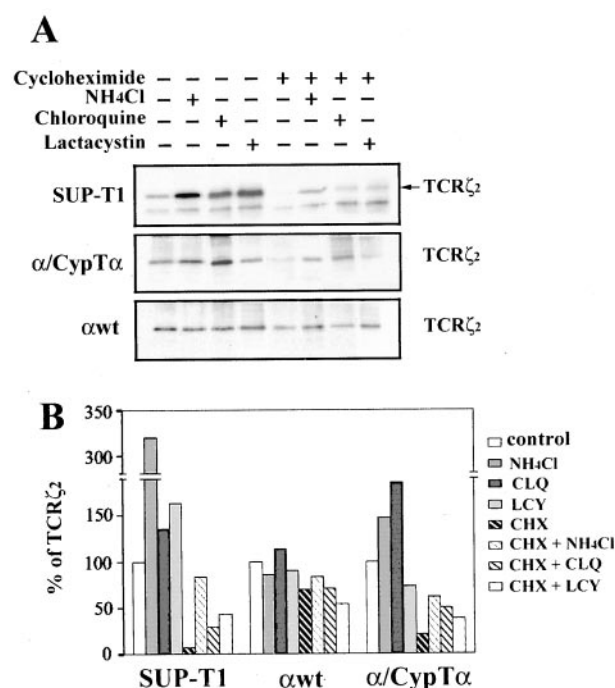 A
Cycloheximide − − − − + + + +
NH4Cl − + − − − + − −
Chloroquine − − + − − − + −
Lactacystin − − − + − − − +
SUP-T1 TCRζ2
α/CypTα TCRζ2
αwt TCRζ2
B
350
300
150
100
50
0
% of TCRζ2
SUP-T1 αwt α/CypTα
control
NH4Cl
CLQ
LCY
CHX
CHX + NH4Cl
CHX + CLQ
CHX + LCY